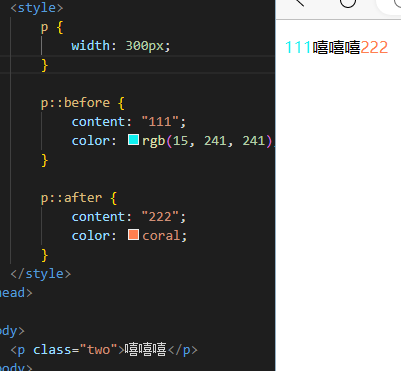 <style>
p {
width: 300px;
}
p::before {
content: "111";
color: rgb(15, 241, 241)
}
p::after {
content: "222";
color: coral;
}
</style>
head>
ody>
<p class="two">嘻嘻嘻</p>
body>
111嘻嘻嘻222